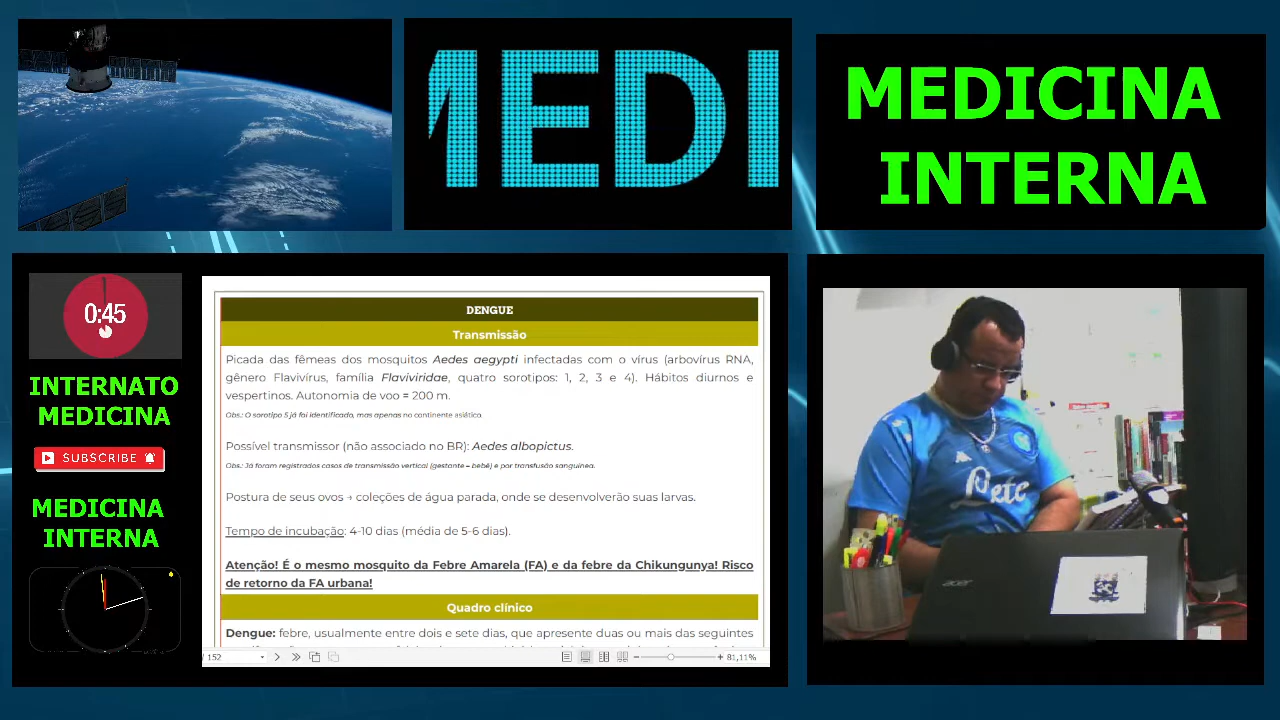 MEDI
MEDICINA
INTERNA
0:45
INTERNATO
MEDICINA
SUBSCRIBE
MEDICINA
INTERNA
DENGUE
Transmissão
Picada das fêmeas dos mosquitos Aedes aegypti infectadas com o vírus (arbovírus RNA,
gênero Flavivírus, família Flaviviridae, quatro sorotipos: 1, 2, 3 e 4). Hábitos diurnos e
vespertinos. Autonomia de voo = 200 m.
Obs.: O sorotipo 5 já foi identificado, mas apenas no continente asiático.
Possível transmissor (não associado no BR): Aedes albopictus.
Obs.: Já foram registrados casos de transmissão vertical (gestante – bebê) e por transfusão sanguínea.
Postura de seus ovos → coleções de água parada, onde se desenvolverão suas larvas.
Tempo de incubação: 4-10 dias (média de 5-6 dias).
Atenção! É o mesmo mosquito da Febre Amarela (FA) e da febre da Chikungunya! Risco
de retorno da FA urbana!
Quadro clínico
Dengue: febre, usualmente entre dois e sete dias, que apresente duas ou mais das seguintes
/ 152
81,11%
Betc
acer